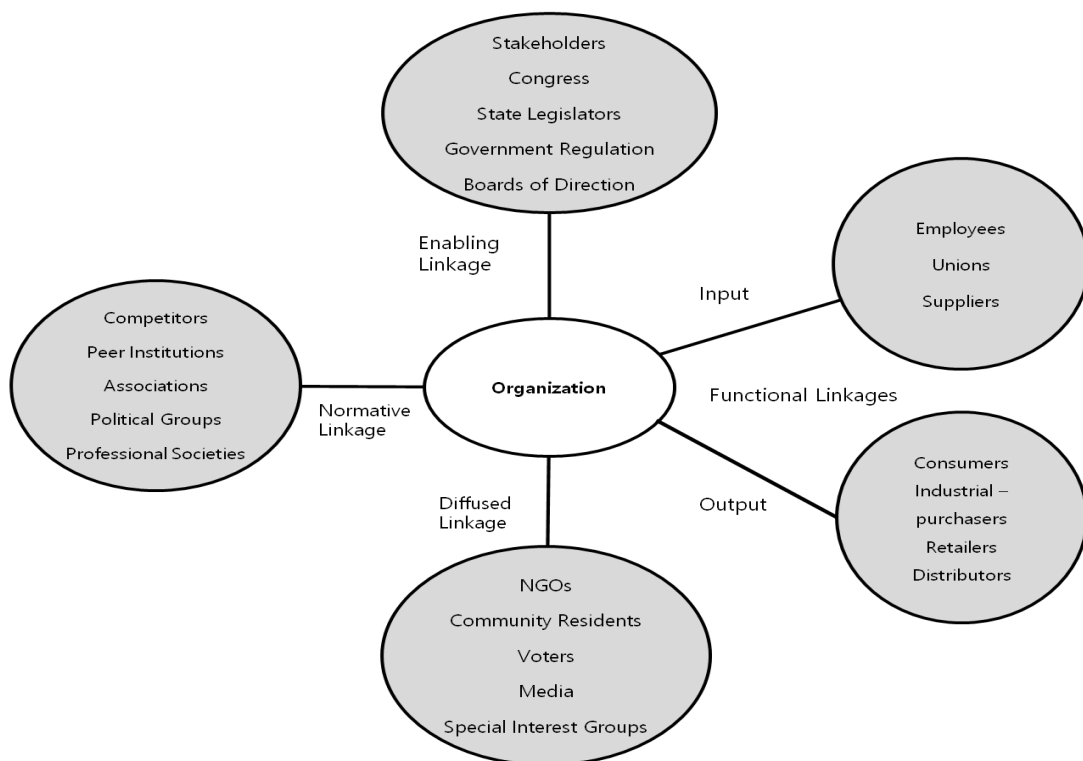 Stakeholders
Congress
State Legislators
Government Regulation
Boards of Direction
Enabling
Linkage
Employees
Unions
Suppliers
Input
Competitors
Peer Institutions
Associations
Political Groups
Professional Societies
Normative
Linkage
Organization
Functional Linkages
Consumers
Industrial –
purchasers
Retailers
Distributors
Output
Diffused
Linkage
NGOs
Community Residents
Voters
Media
Special Interest Groups